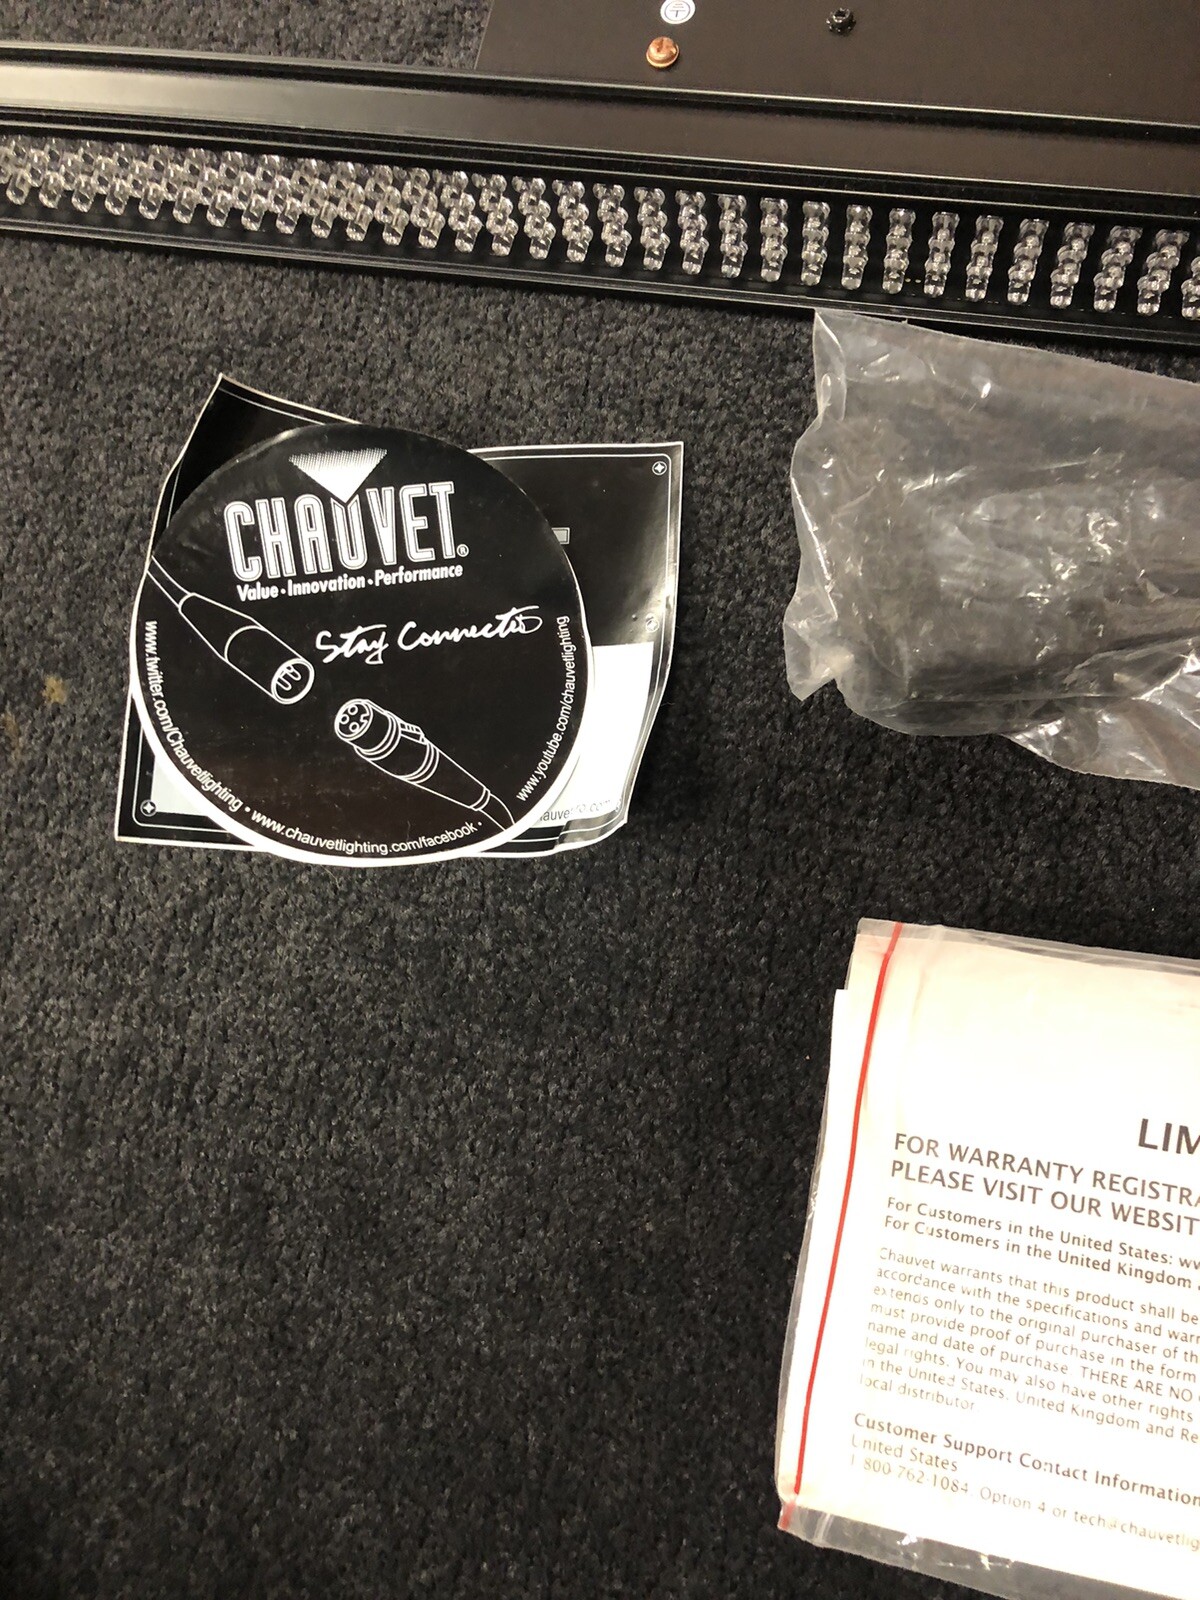 CHAUVET®
Value • Innovation • Performance
Stay Connected
www.twitter.com/Chauvetlighting • www.chauvetlighting.com/facebook •
www.youtube.com/chauvetlighting
LIM
FOR WARRANTY REGISTRA
PLEASE VISIT OUR WEBSIT
For Customers in the United States: ww
For Customers in the United Kingdom
Chauvet warrants that this product shall be
accordance with the specifications and warr
extends only to the original purchaser of th
must provide proof of purchase in the form
name and date of purchase. THERE ARE NO
legal rights. You may also have other rights
in the United States, United Kingdom and Re
local distributor
Customer Support Contact Information
United States
1 800-762-1084, Option 4 or tech@chauvetlig